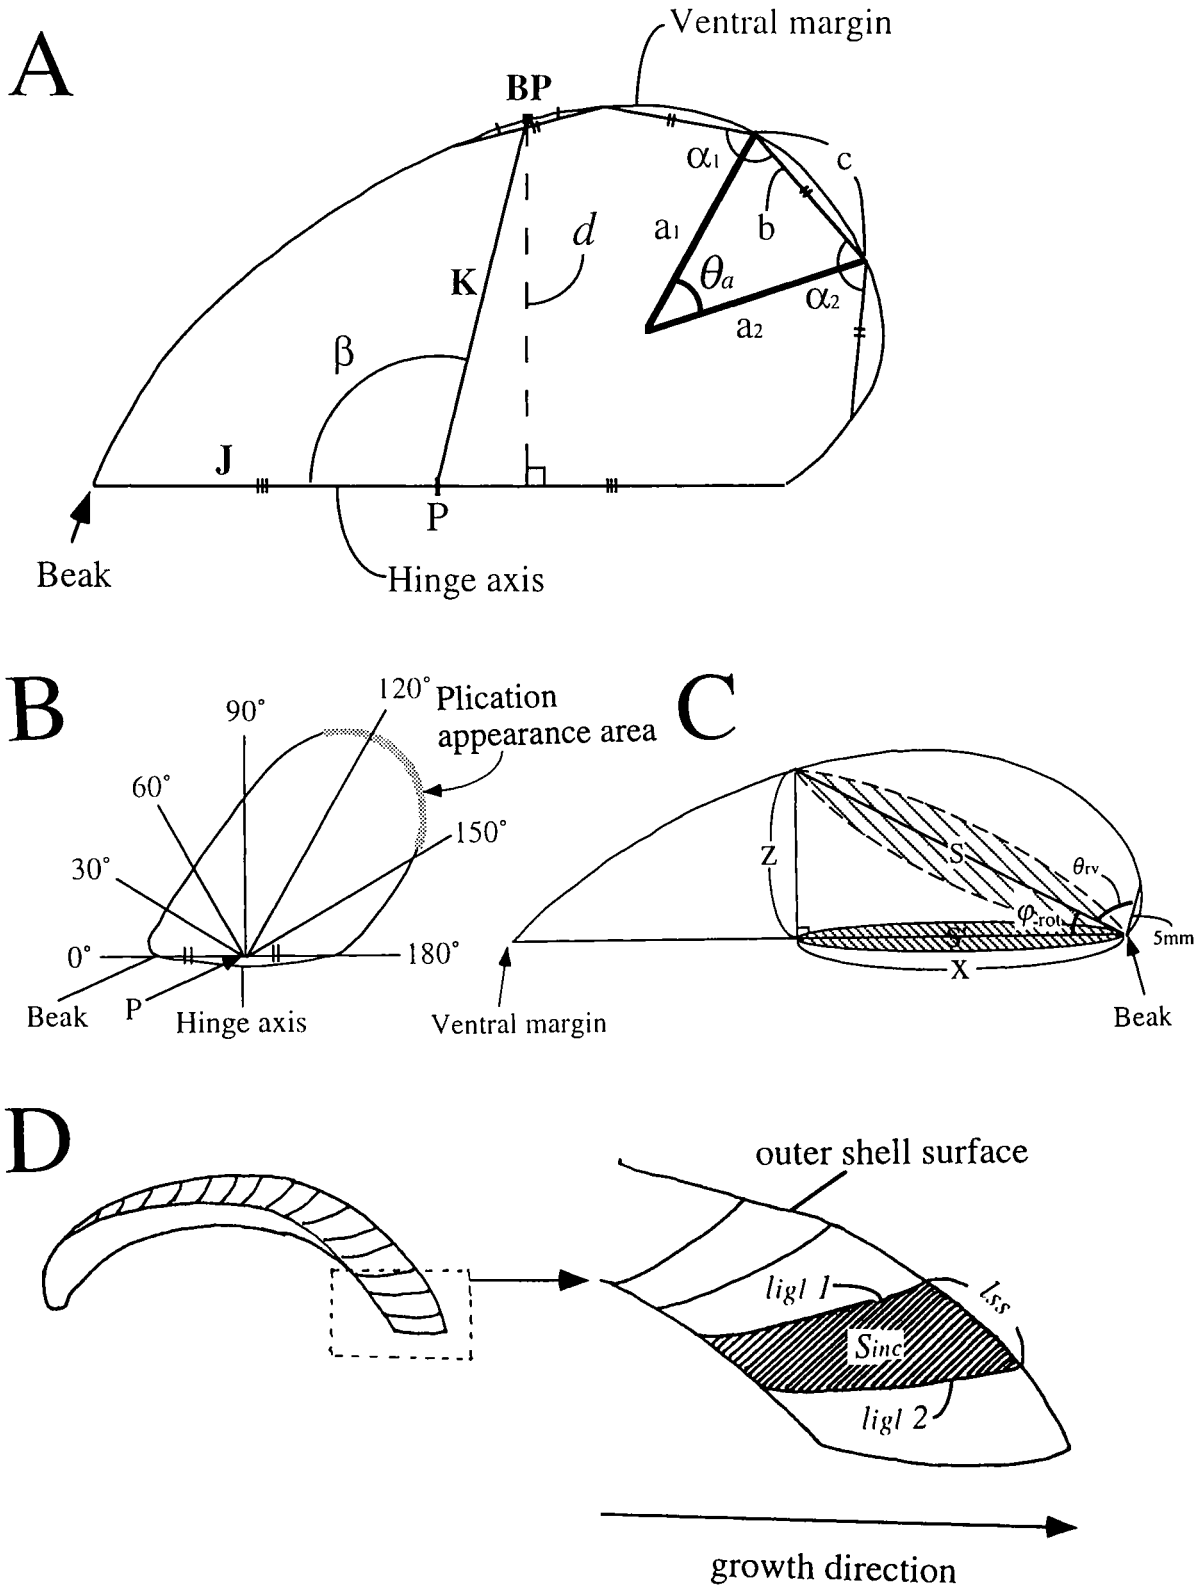 A
Ventral margin
BP
α1
c
b
a1
d
θa
K
α2
a2
β
J
P
Beak
Hinge axis
B
120° Plication
appearance area
90°
60°
150°
30°
0°
180°
Beak
P
Hinge axis
C
Z
S
θrv
φrot
S'
5mm
X
Ventral margin
Beak
D
outer shell surface
ligl 1
l.s.s
Sinc
ligl 2
growth direction